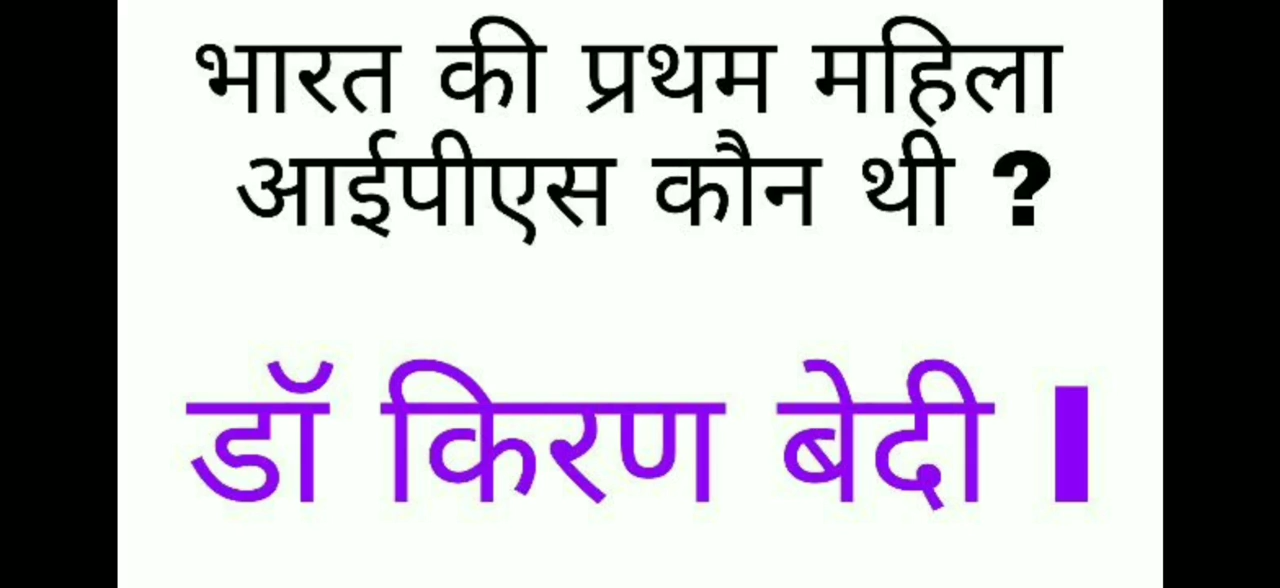 भारत की प्रथम महिला
आईपीएस कौन थी ?
डॉ किरण बेदी I